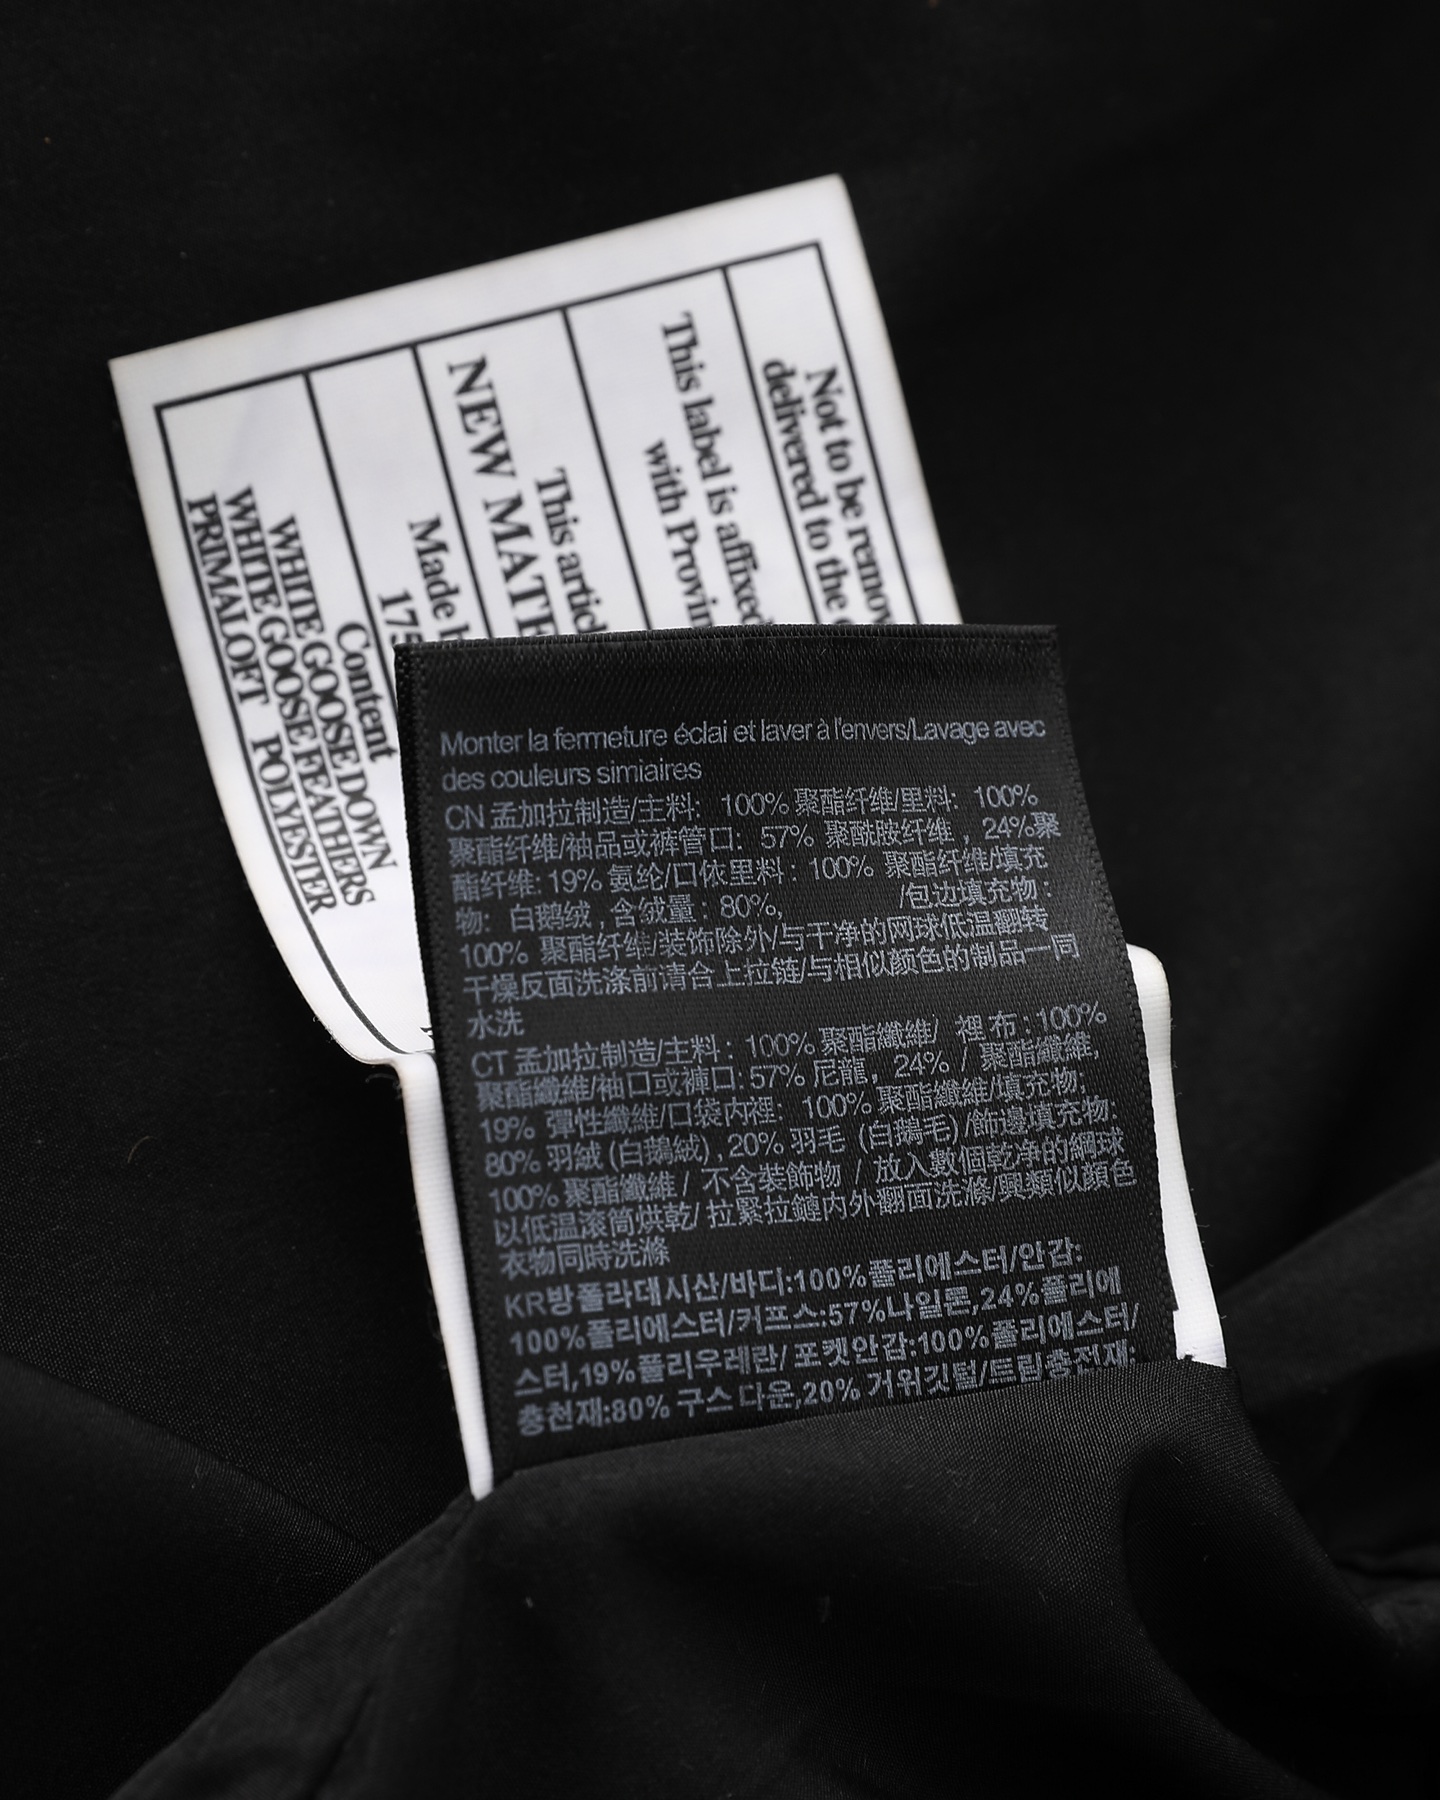 Not to be remov
delivered to the
This label is affixed
with Provin
This articl
NEW MATE
Made b
175
Content
WHITE GOOSE DOWN
WHITE GOOSE FEATHERS
PRIMALOFT POLYESTER
Monter la fermeture éclai et laver à l'envers/Lavage avec
des couleurs simiaires
CN 孟加拉制造/主料: 100% 聚酯纤维/里料: 100%
聚酯纤维/袖品或裤管口: 57% 聚酰胺纤维, 24%聚
酯纤维: 19% 氨纶/口依里料: 100% 聚酯纤维/填充
物: 白鹅绒, 含绒量: 80%, /包边填充物:
100% 聚酯纤维/装饰除外/与干净的网球低温翻转
干燥反面洗涤前请合上拉链/与相似颜色的制品一同
水洗
CT 孟加拉制造/主料: 100% 聚酯纖維/ 裡布:100%
聚酯纖維/袖口或褲口:57% 尼龍, 24% / 聚酯纖維,
19% 彈性纖維/口袋内裡: 100% 聚酯纖維/填充物:
80% 羽絨 (白鵝絨),20% 羽毛 (白鵝毛)/飾邊填充物:
100% 聚酯纖維/ 不含裝飾物 / 放入數個乾净的網球
以低温滚筒烘乾/ 拉緊拉鏈内外翻面洗滌/與類似顔色
衣物同時洗滌
KR방폴라데시산/바디:100%폴리에스터/안감:
100%폴리에스터/커프스:57%나일론,24%폴리에
스터,19%폴리우레란/ 포켓안감:100%폴리에스터/
충천재:80% 구스 다운,20% 거위깃털/트림충전재: